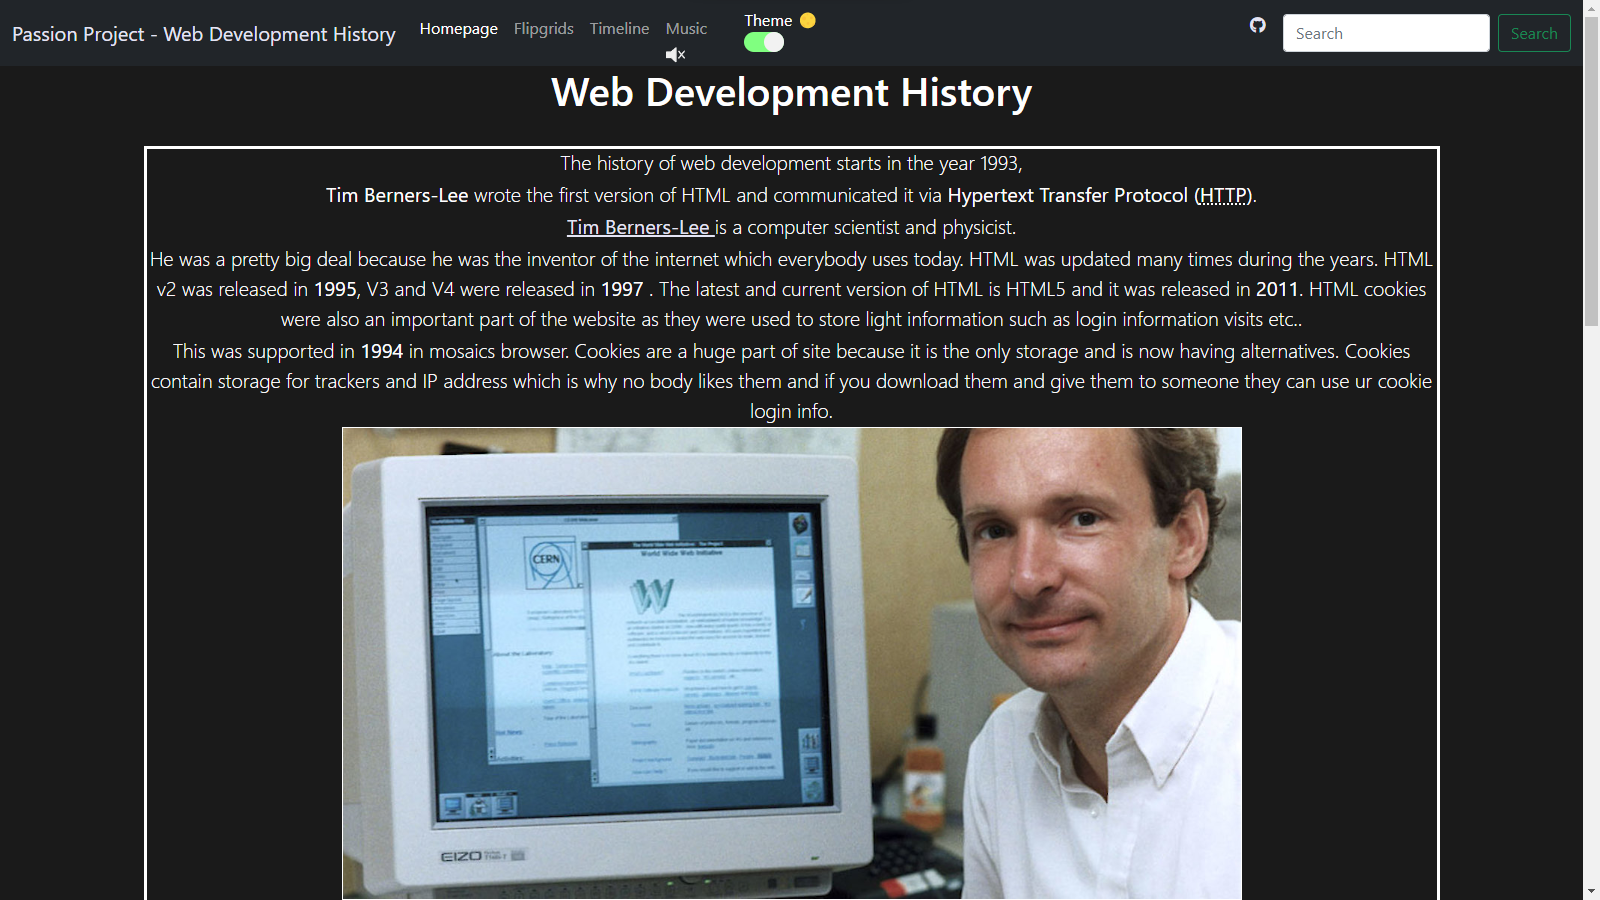 Passion Project - Web Development History
Homepage
Flipgrids
Timeline
Music
Theme
Search
Search
Web Development History
The history of web development starts in the year 1993,
Tim Berners-Lee wrote the first version of HTML and communicated it via Hypertext Transfer Protocol (HTTP).
Tim Berners-Lee is a computer scientist and physicist.
He was a pretty big deal because he was the inventor of the internet which everybody uses today. HTML was updated many times during the years. HTML
v2 was released in 1995, V3 and V4 were released in 1997 . The latest and current version of HTML is HTML5 and it was released in 2011. HTML cookies
were also an important part of the website as they were used to store light information such as login information visits etc..
This was supported in 1994 in mosaics browser. Cookies are a huge part of site because it is the only storage and is now having alternatives. Cookies
contain storage for trackers and IP address which is why no body likes them and if you download them and give them to someone they can use ur cookie
login info.
CERN
World Wide Web Initiative
W
About the Laboratory:
Hot News:
Activities:
EIZO